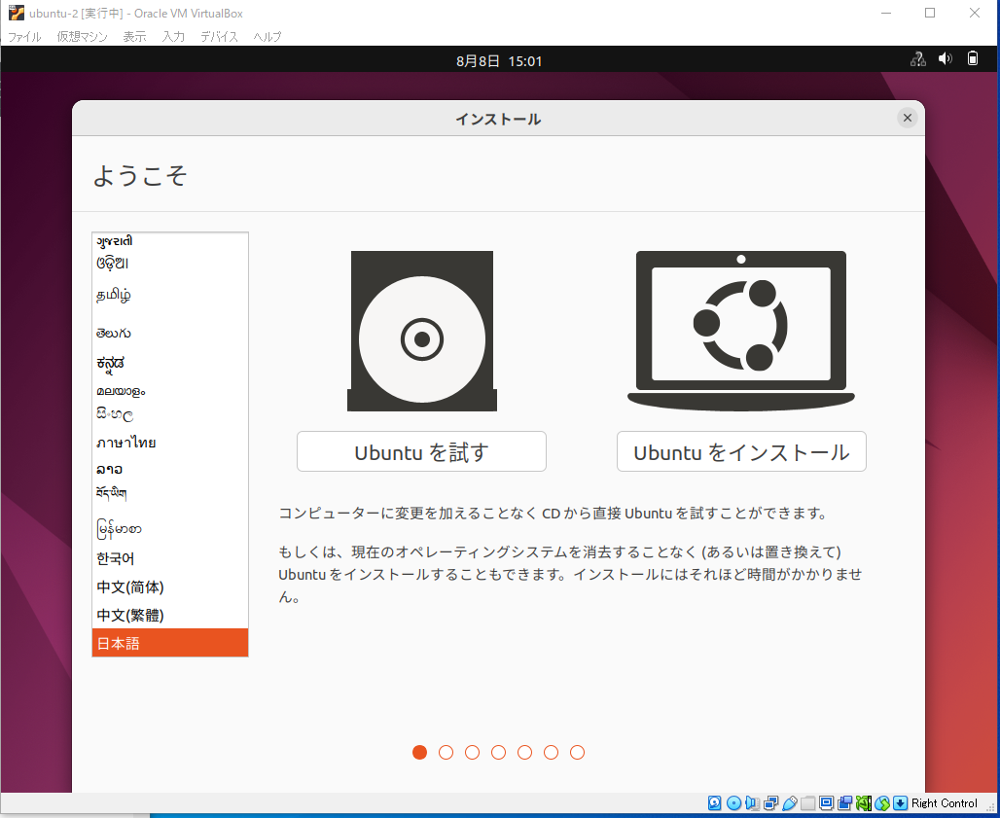 ubuntu-2 [実行中] - Oracle VM VirtualBox
ファイル 仮想マシン 表示 入力 デバイス ヘルプ
8月8日 15:01
インストール
ようこそ
ગુજરાતી
ଓଡ଼ିଆ
தமிழ்
తెలుగు
ಕನ್ನಡ
മലയാളം
සිංහල
ภาษาไทย
ລາວ
བོད་ཡིག
မြန်မာစာ
한국어
中文(简体)
中文(繁體)
日本語
Ubuntu を試す
Ubuntu をインストール
コンピューターに変更を加えることなく CD から直接 Ubuntu を試すことができます。
もしくは、現在のオペレーティングシステムを消去することなく (あるいは置き換えて)
Ubuntu をインストールすることもできます。インストールにはそれほど時間がかかりませ
ん。
Right Control